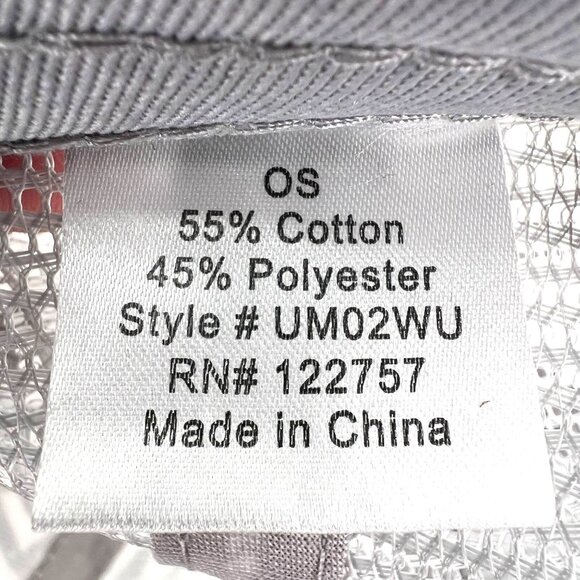 OS
55% Cotton
45% Polyester
Style # UM02WU
RN# 122757
Made in China